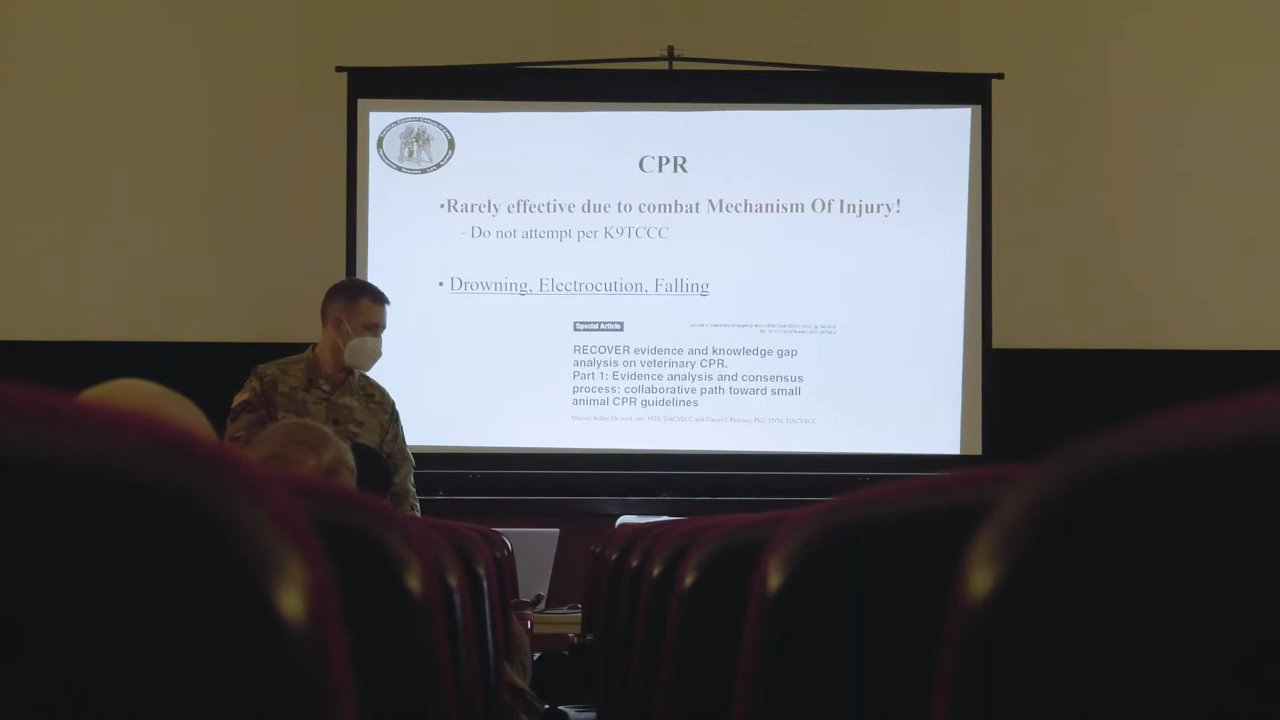 CPR
•Rarely effective due to combat Mechanism Of Injury!
- Do not attempt per K9TCCC
• Drowning, Electrocution, Falling
Special Article
RECOVER evidence and knowledge gap
analysis on veterinary CPR.
Part 1: Evidence analysis and consensus
process: collaborative path toward small
animal CPR guidelines